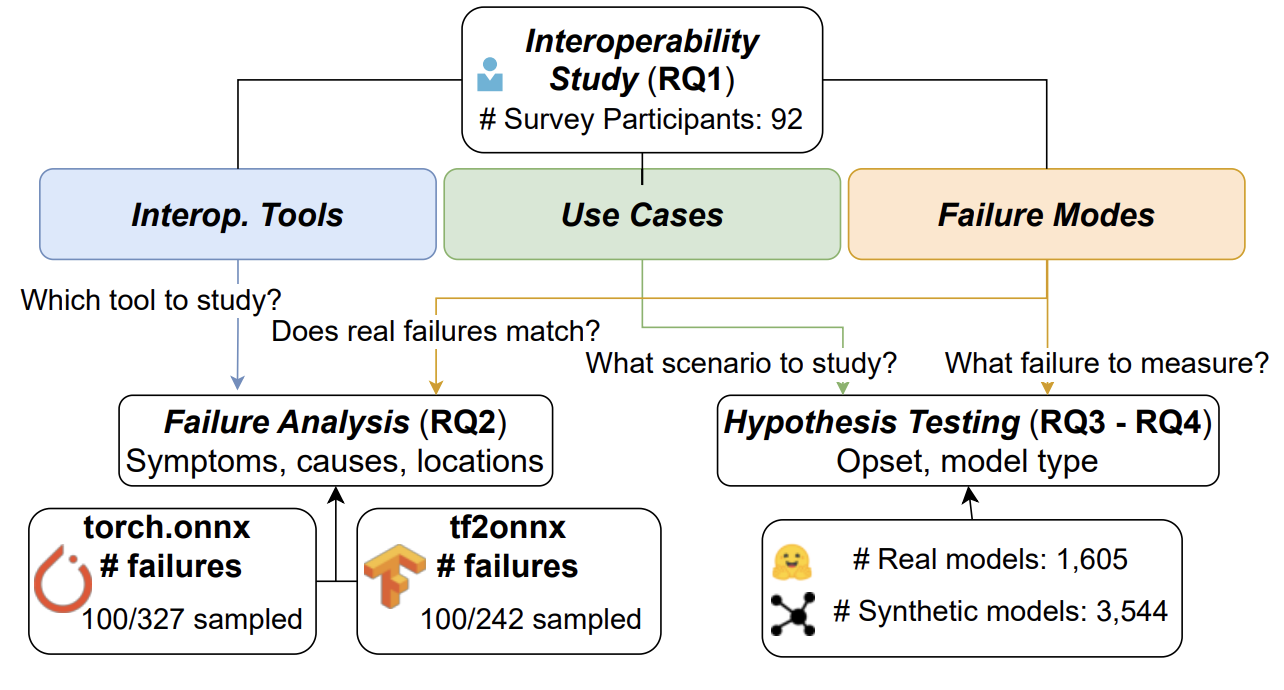 Interoperability
Study (RQ1)
# Survey Participants: 92
Interop. Tools
Use Cases
Failure Modes
Which tool to study?
Does real failures match?
What scenario to study?
What failure to measure?
Failure Analysis (RQ2)
Symptoms, causes, locations
Hypothesis Testing (RQ3 - RQ4)
Opset, model type
torch.onnx
# failures
100/327 sampled
tf2onnx
# failures
100/242 sampled
# Real models: 1,605
# Synthetic models: 3,544